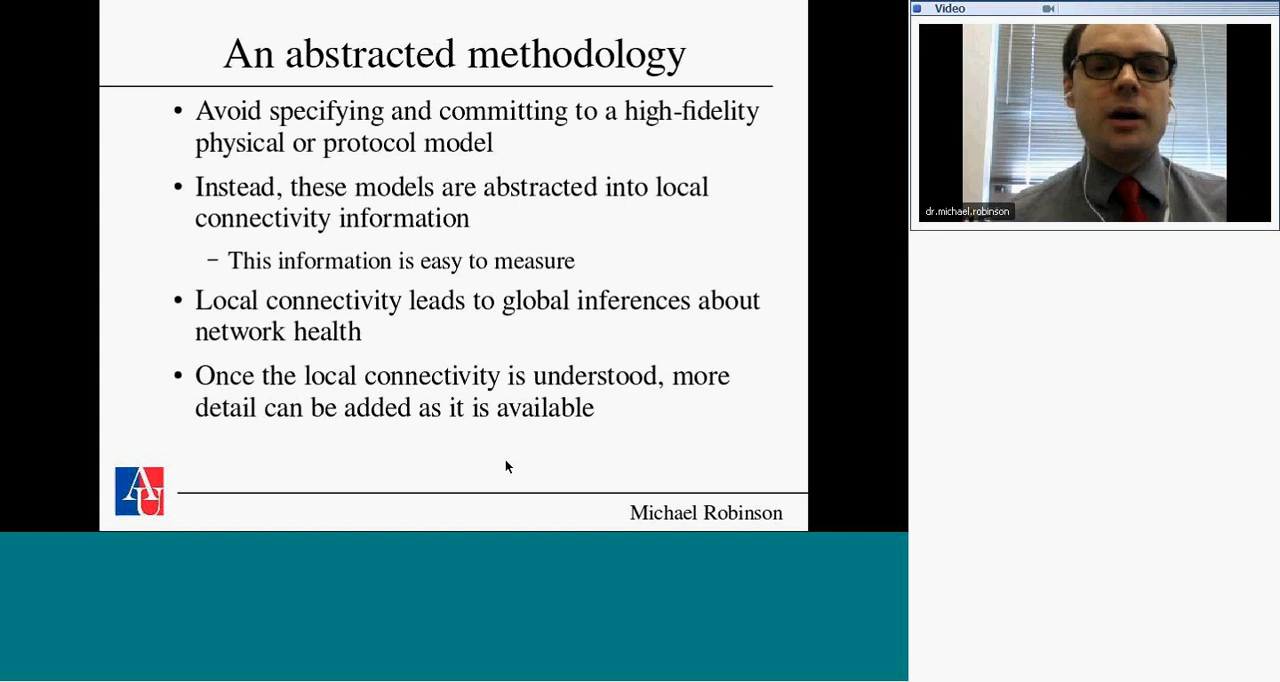 An abstracted methodology
• Avoid specifying and committing to a high-fidelity
physical or protocol model
• Instead, these models are abstracted into local
connectivity information
– This information is easy to measure
• Local connectivity leads to global inferences about
network health
• Once the local connectivity is understood, more
detail can be added as it is available
AU
Michael Robinson
Video
dr.michael.robinson